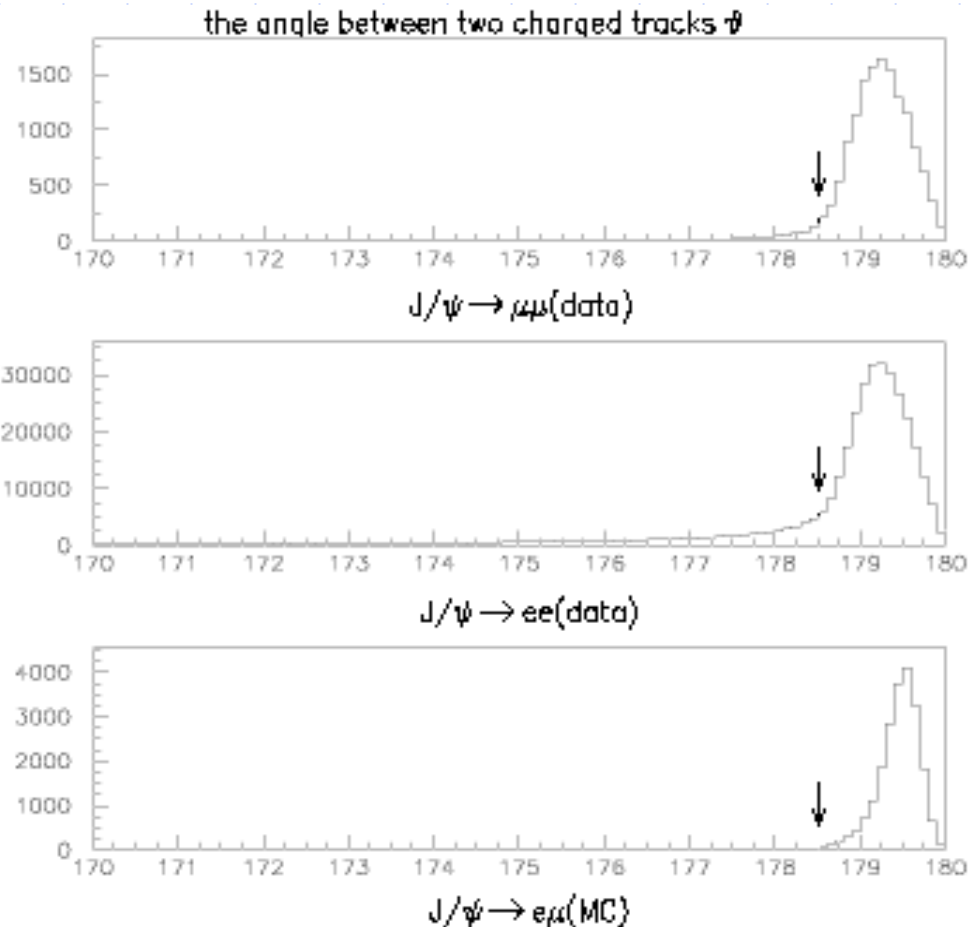 the angle between two charged tracks ϑ
1500
1000
500
0
170 171 172 173 174 175 176 177 178 179 180
J/ψ → μμ(data)
30000
20000
10000
0
170 171 172 173 174 175 176 177 178 179 180
J/ψ → ee(data)
4000
3000
2000
1000
0
170 171 172 173 174 175 176 177 178 179 180
J/ψ → eμ(MC)